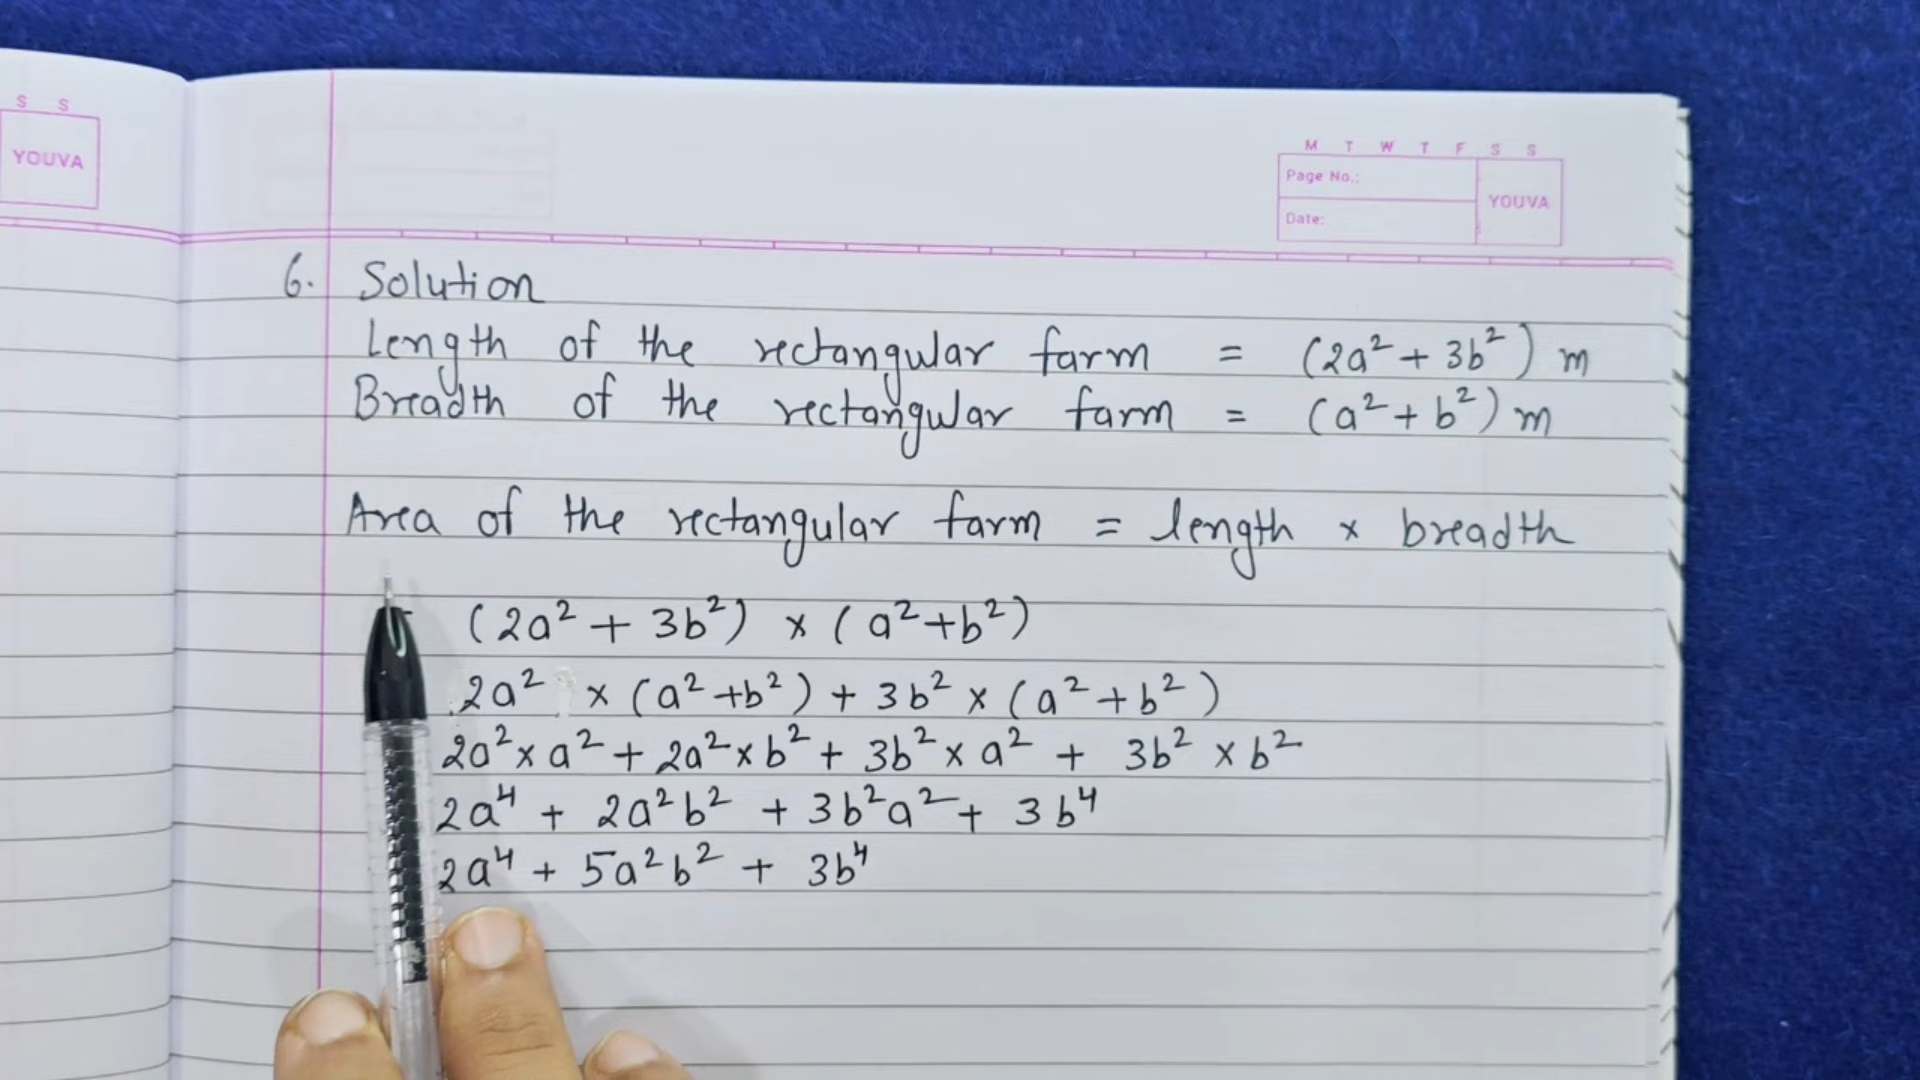 S S
YOUVA
M T W T F S S
Page No.:
YOUVA
Date:
6. Solution
Length of the rectangular farm = (2a² + 3b²) m
Breadth of the rectangular farm = (a² + b²) m
Area of the rectangular farm = length × breadth
(2a² + 3b²) × (a² + b²)
2a² × (a² + b²) + 3b² × (a² + b²)
2a² × a² + 2a² × b² + 3b² × a² + 3b² × b²
2a⁴ + 2a²b² + 3b²a² + 3b⁴
2a⁴ + 5a²b² + 3b⁴